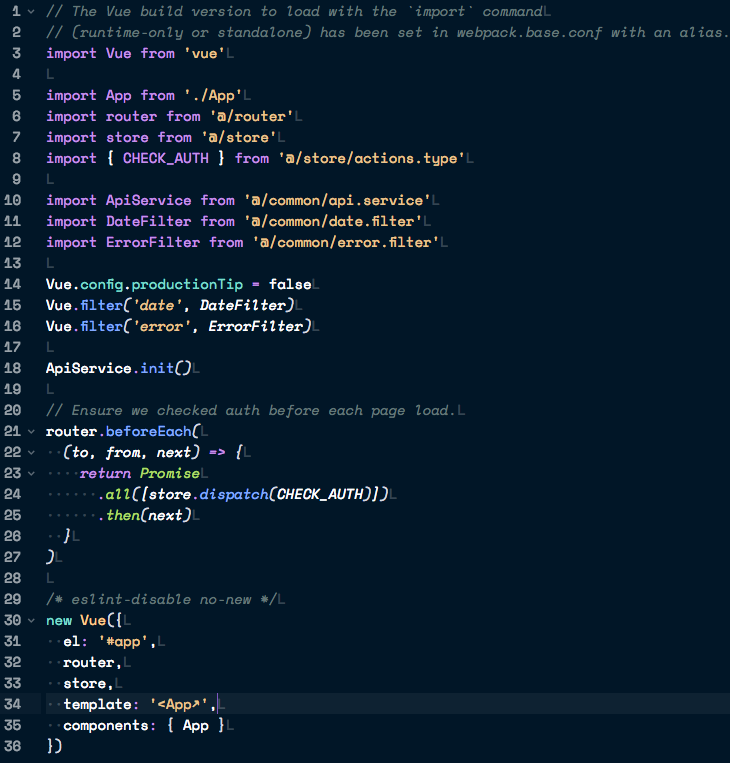 1 // The Vue build version to load with the `import` command
2 // (runtime-only or standalone) has been set in webpack.base.conf with an alias.
3 import Vue from 'vue'
4
5 import App from './App'
6 import router from '@/router'
7 import store from '@/store'
8 import { CHECK_AUTH } from '@/store/actions.type'
9
10 import ApiService from '@/common/api.service'
11 import DateFilter from '@/common/date.filter'
12 import ErrorFilter from '@/common/error.filter'
13
14 Vue.config.productionTip = false
15 Vue.filter('date', DateFilter)
16 Vue.filter('error', ErrorFilter)
17
18 ApiService.init()
19
20 // Ensure we checked auth before each page load.
21 router.beforeEach(
22   (to, from, next) => {
23     return Promise
24       .all([store.dispatch(CHECK_AUTH)])
25       .then(next)
26   }
27 )
28
29 /* eslint-disable no-new */
30 new Vue({
31   el: '#app',
32   router,
33   store,
34   template: '<App/>',
35   components: { App }
36 })